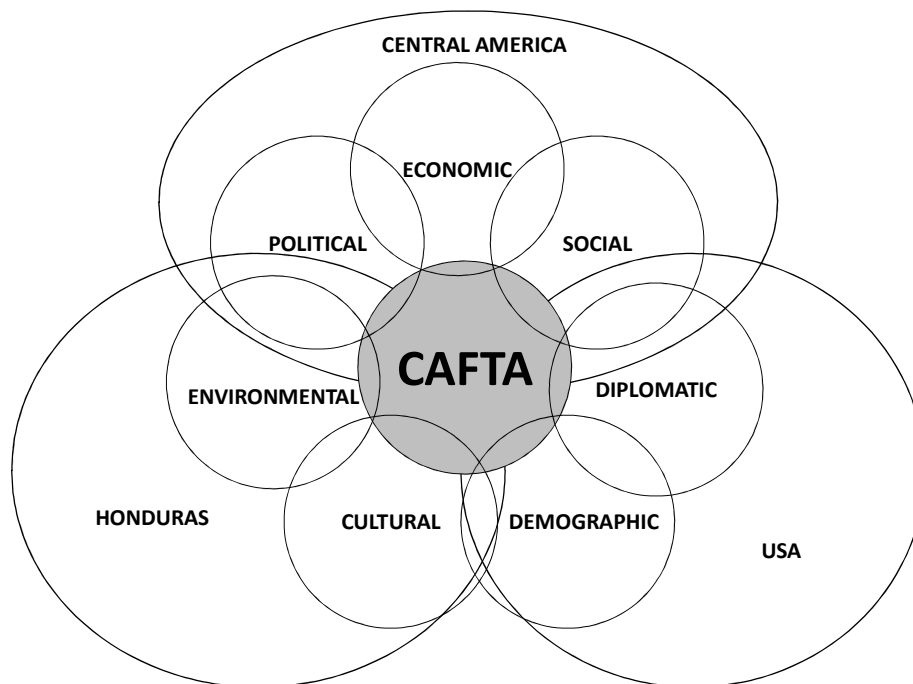 CENTRAL AMERICA
ECONOMIC
POLITICAL
SOCIAL
CAFTA
ENVIRONMENTAL
DIPLOMATIC
HONDURAS
CULTURAL
DEMOGRAPHIC
USA